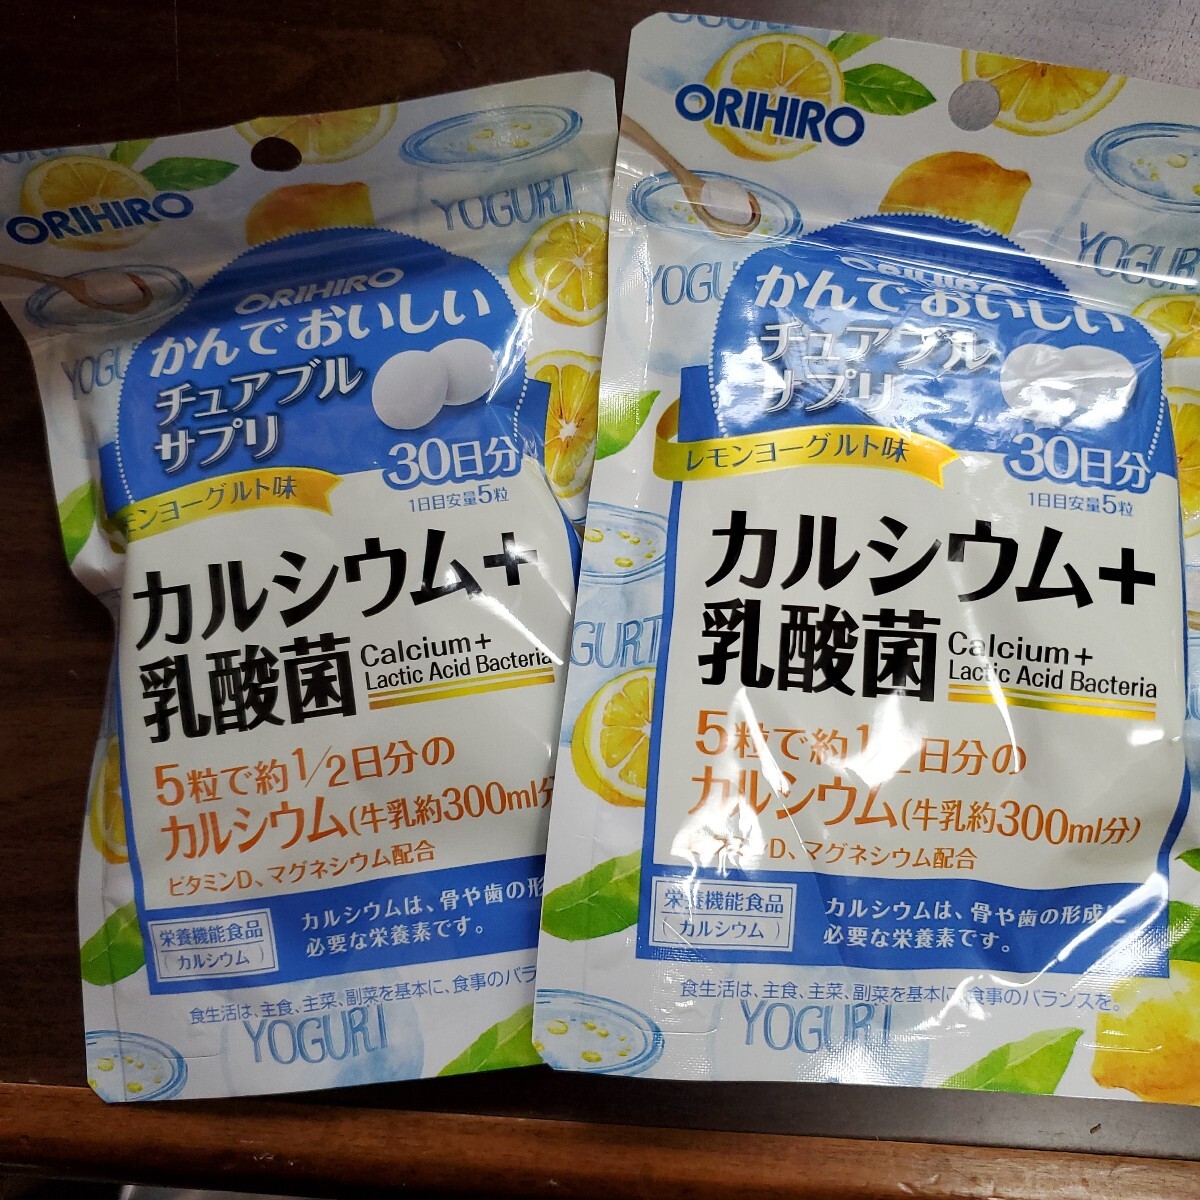 ORIHIRO
YOGURT
YOGU
ORIHIRO
かんでおいしい
チュアブル
サプリ
30日分
1日目安量5粒
モンヨーグルト味
カルシウム+
乳酸菌
Calcium+
Lactic Acid Bacteria
5粒で約1/2日分の
カルシウム(牛乳約300ml分
ビタミンD、マグネシウム配合
栄養機能食品
カルシウム
カルシウムは、骨や歯の形
必要な栄養素です。
食生活は、主食、主菜、副菜を基本に、食事のバラ
YOGURT
ORIHIRO
YOGU
YOGURT
かんでおいしい
チュアブル
サプリ
レモンヨーグルト味
30日分
1日目安量5粒
カルシウム+
乳酸菌
Calcium+
Lactic Acid Bacteria
GURT
5粒で約1/2日分の
カルシウム(牛乳約300ml分)
D、マグネシウム配合
栄養機能食品
カルシウム
カルシウムは、骨や歯の形成に
必要な栄養素です。
食生活は、主食、主菜、副菜を基本に、食事のバランスを。
YOGURT